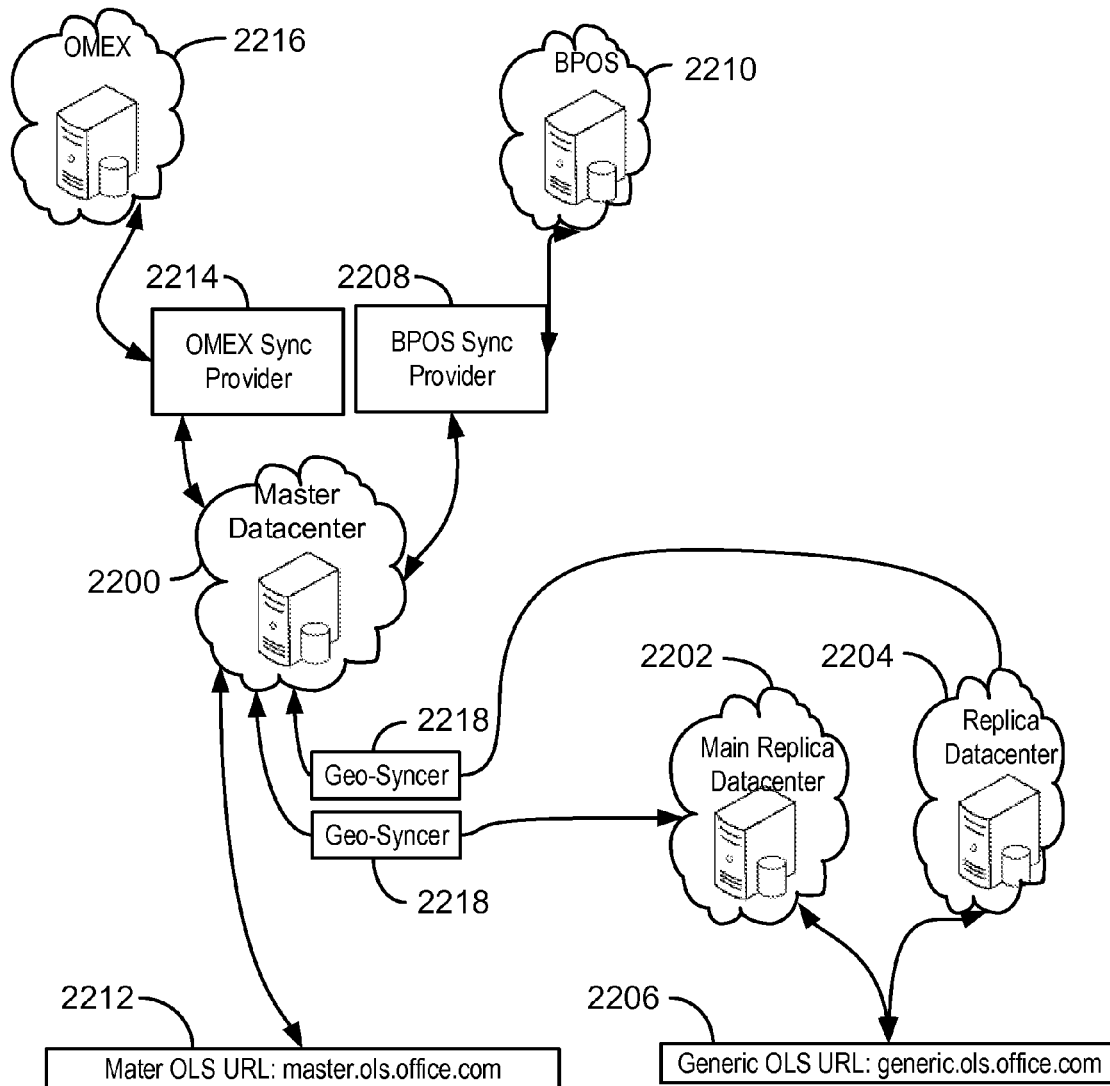 OMEX
2216
BPOS
2210
2214
2208
OMEX Sync
Provider
BPOS Sync
Provider
Master
Datacenter
2200
2202
2204
2218
Geo-Syncer
Main Replica
Datacenter
Replica
Datacenter
Geo-Syncer
2218
2212
2206
Mater OLS URL: master.ols.office.com
Generic OLS URL: generic.ols.office.com